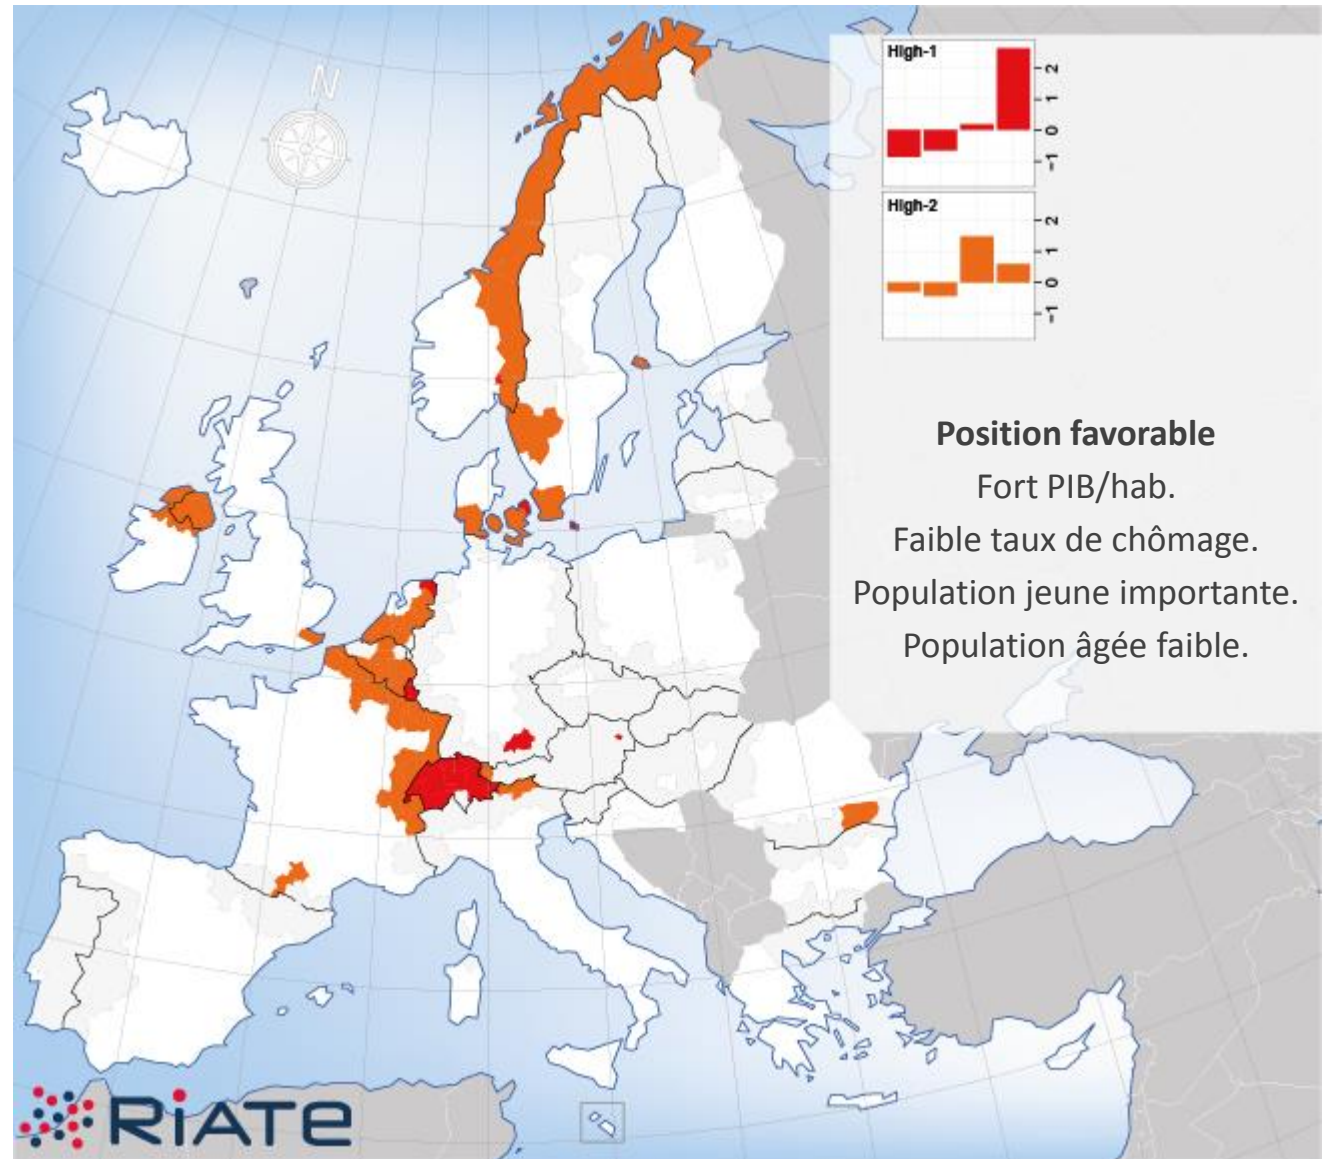 N
High-1
2
1
0
-1
High-2
2
1
0
-1
Position favorable
Fort PIB/hab.
Faible taux de chômage.
Population jeune importante.
Population âgée faible.
RiATe